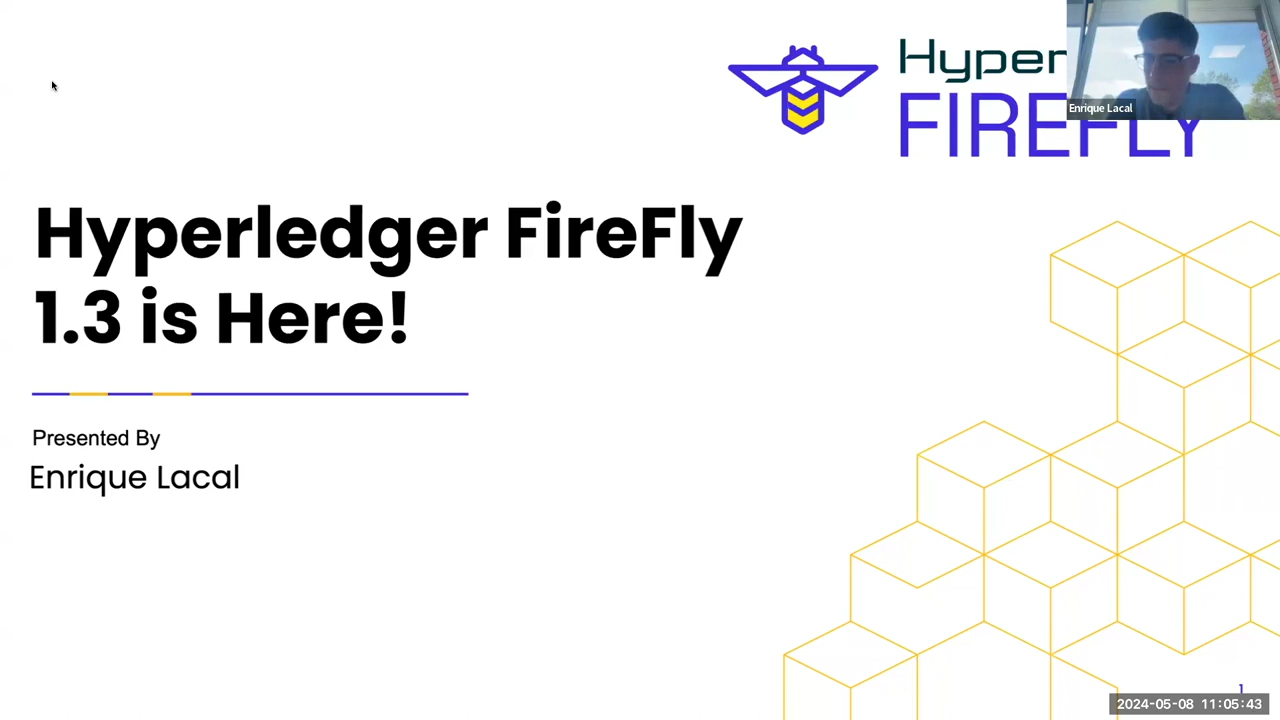 Hyper
FIREFLY
Enrique Lacal
Hyperledger FireFly
1.3 is Here!
Presented By
Enrique Lacal
1
2024-05-08 11:05:43